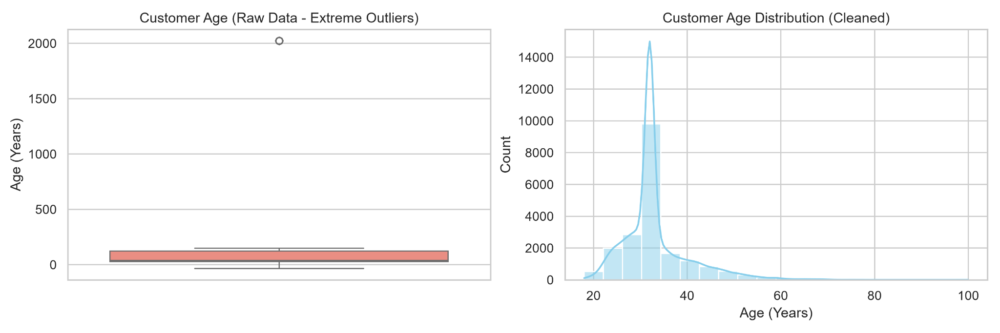 Customer Age (Raw Data - Extreme Outliers)
2000
1500
1000
500
0
Age (Years)
Customer Age Distribution (Cleaned)
14000
12000
10000
8000
6000
4000
2000
0
Count
20 40 60 80 100
Age (Years)